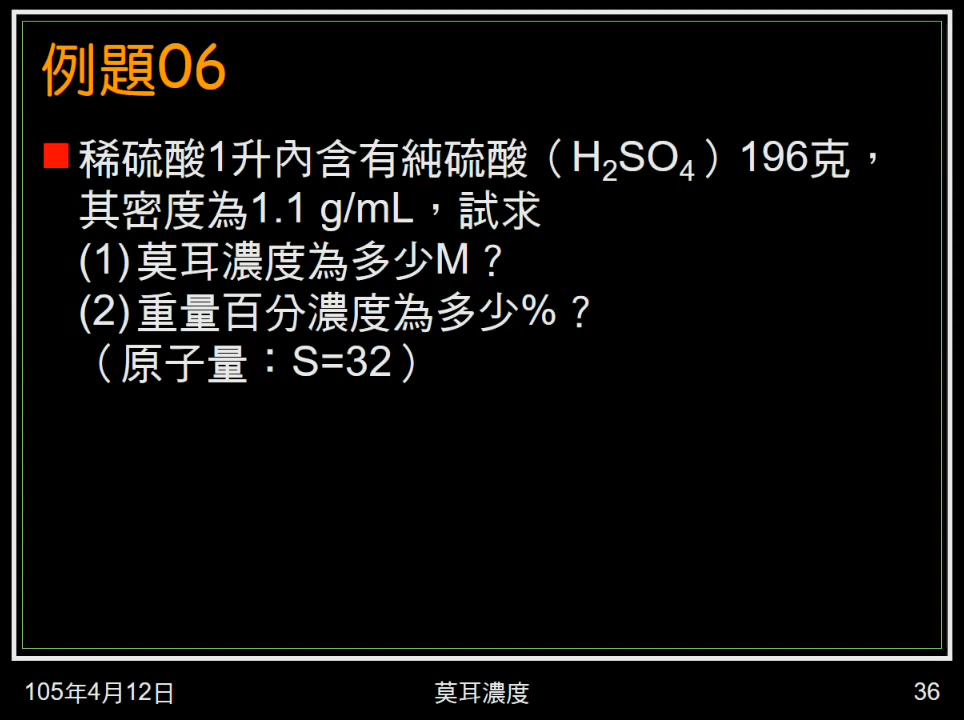 例題06
稀硫酸1升內含有純硫酸（H₂SO₄）196克，
其密度為1.1 g/mL，試求
(1)莫耳濃度為多少M？
(2)重量百分濃度為多少%？
（原子量：S=32）
105年4月12日
莫耳濃度
36